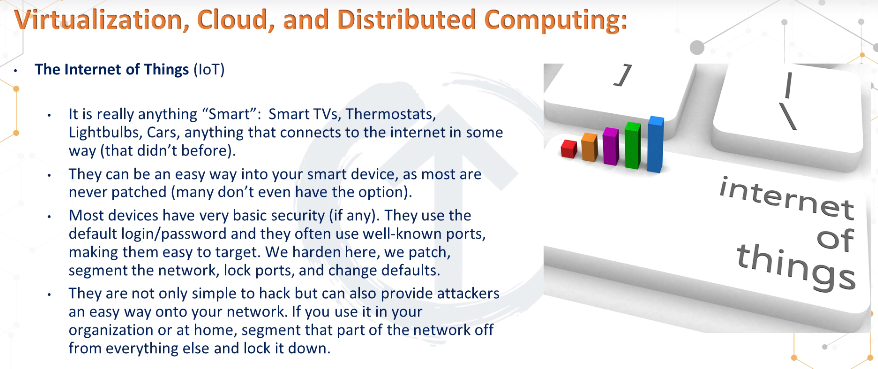 Virtualization, Cloud, and Distributed Computing:
• The Internet of Things (IoT)
• It is really anything “Smart”: Smart TVs, Thermostats,
Lightbulbs, Cars, anything that connects to the internet in some
way (that didn’t before).
• They can be an easy way into your smart device, as most are
never patched (many don’t even have the option).
• Most devices have very basic security (if any). They use the
default login/password and they often use well-known ports,
making them easy to target. We harden here, we patch,
segment the network, lock ports, and change defaults.
• They are not only simple to hack but can also provide attackers
an easy way onto your network. If you use it in your
organization or at home, segment that part of the network off
from everything else and lock it down.
]
|
\
internet
of
things